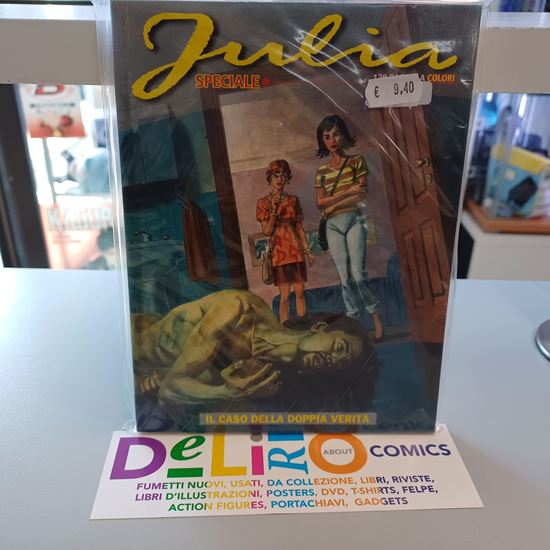 Julia
SPECIALE
COLORI
€ 9,40
IL CASO DELLA DOPPIA VERITÀ
DeLiRiO ABOUT COMICS
FUMETTI NUOVI, USATI, DA COLLEZIONE, LIBRI, RIVISTE,
LIBRI D'ILLUSTRAZIONI, POSTERS, DVD, T-SHIRTS, FELPE,
ACTION FIGURES, PORTACHIAVI, GADGETS